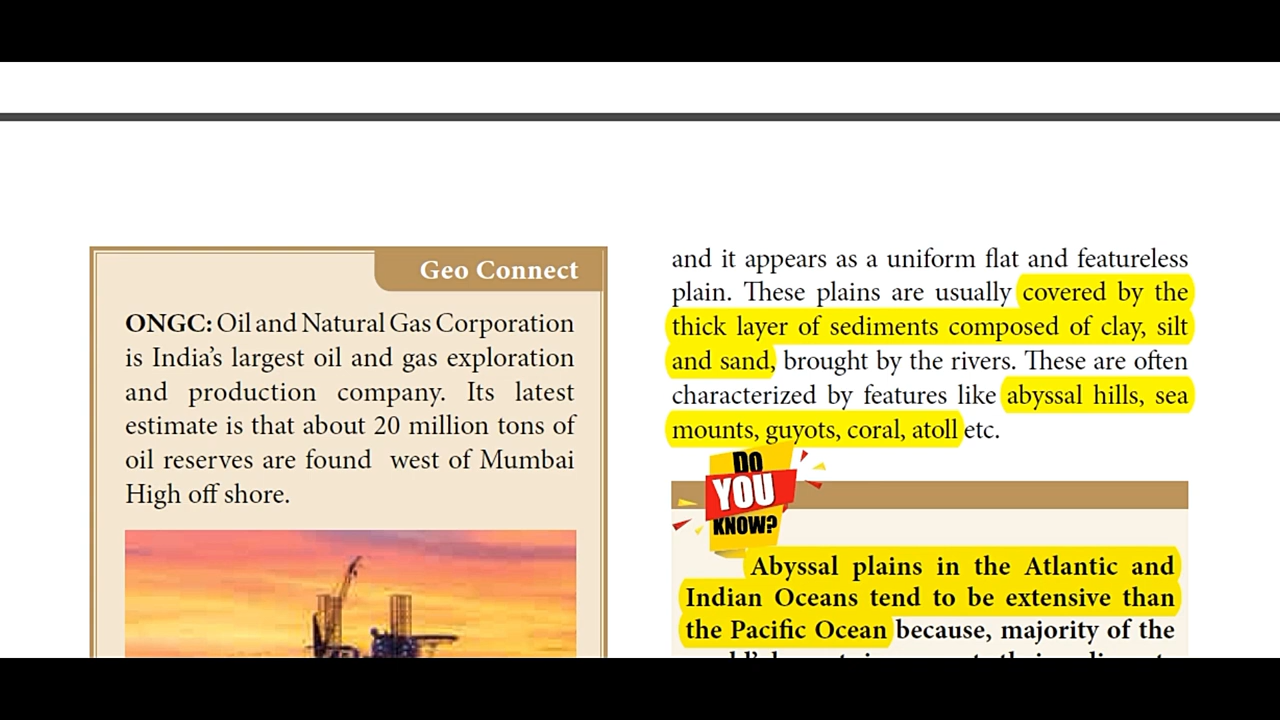 Geo Connect
ONGC: Oil and Natural Gas Corporation
is India's largest oil and gas exploration
and production company. Its latest
estimate is that about 20 million tons of
oil reserves are found west of Mumbai
High off shore.
and it appears as a uniform flat and featureless
plain. These plains are usually covered by the
thick layer of sediments composed of clay, silt
and sand, brought by the rivers. These are often
characterized by features like abyssal hills, sea
mounts, guyots, coral, atoll etc.
DO
YOU
KNOW?
Abyssal plains in the Atlantic and
Indian Oceans tend to be extensive than
the Pacific Ocean because, majority of the